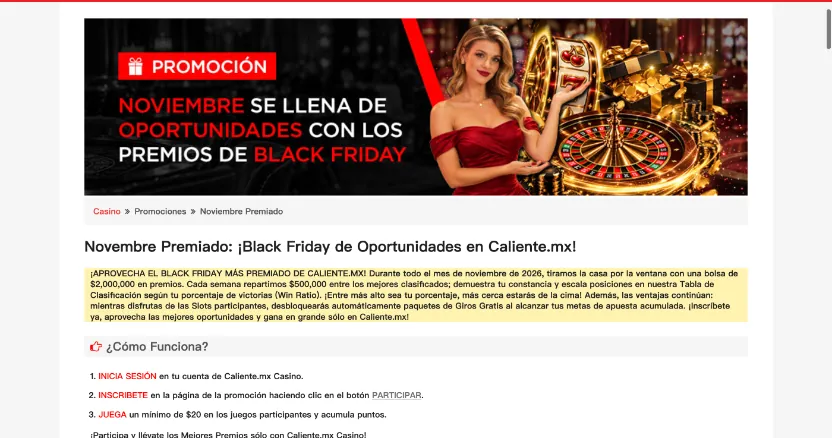 PROMOCIÓN
NOVIEMBRE SE LLENA DE
OPORTUNIDADES CON LOS
PREMIOS DE BLACK FRIDAY
Casino » Promociones » Noviembre Premiado
Novembre Premiado: ¡Black Friday de Oportunidades en Caliente.mx!
¡APROVECHA EL BLACK FRIDAY MÁS PREMIADO DE CALIENTE.MX! Durante todo el mes de noviembre de 2026, tiramos la casa por la ventana con una bolsa de
$2,000,000 en premios. Cada semana repartimos $500,000 entre los mejores clasificados; demuestra tu constancia y escala posiciones en nuestra Tabla de
Clasificación según tu porcentaje de victorias (Win Ratio). ¡Entre más alto sea tu porcentaje, más cerca estarás de la cima! Además, las ventajas continúan:
mientras disfrutas de las Slots participantes, desbloquearás automáticamente paquetes de Giros Gratis al alcanzar tus metas de apuesta acumulada. ¡Inscríbete
ya, aprovecha las mejores oportunidades y gana en grande sólo en Caliente.mx!
¿Cómo Funciona?
1. INICIA SESIÓN en tu cuenta de Caliente.mx Casino.
2. INSCRIBETE en la página de la promoción haciendo clic en el botón PARTICIPAR.
3. JUEGA un mínimo de $20 en los juegos participantes y acumula puntos.
¡Participa y llévate los Mejores Premios sólo con Caliente.mx Casino!